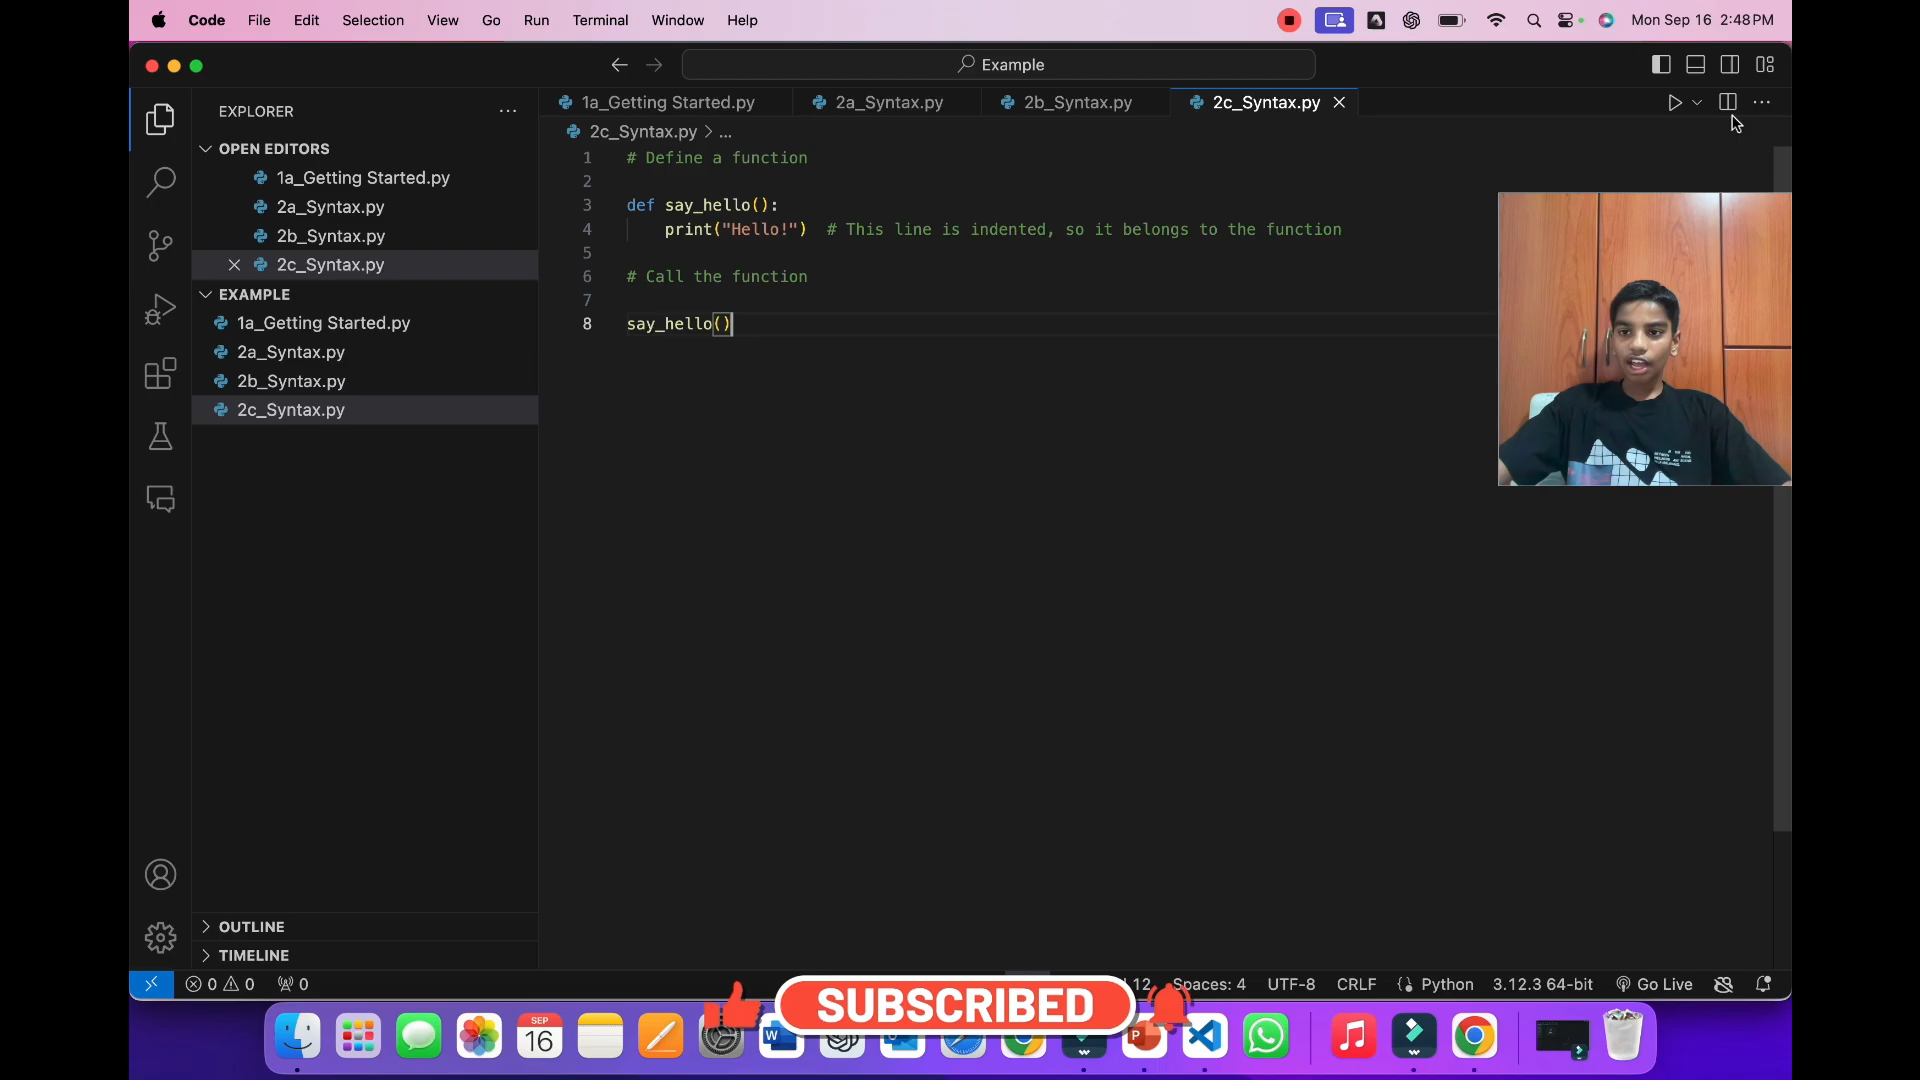 Code File Edit Selection View Go Run Terminal Window Help Mon Sep 16 2:48 PM
Example
EXPLORER
1a_Getting Started.py 2a_Syntax.py 2b_Syntax.py 2c_Syntax.py
2c_Syntax.py > ...
OPEN EDITORS
1a_Getting Started.py
2a_Syntax.py
2b_Syntax.py
2c_Syntax.py
EXAMPLE
1a_Getting Started.py
2a_Syntax.py
2b_Syntax.py
2c_Syntax.py
OUTLINE
TIMELINE
1 # Define a function
2
3 def say_hello():
4 print("Hello!") # This line is indented, so it belongs to the function
5
6 # Call the function
7
8 say_hello()
0 0 0 12 Spaces: 4 UTF-8 CRLF Python 3.12.3 64-bit Go Live
SUBSCRIBED
SEP
16
W
P